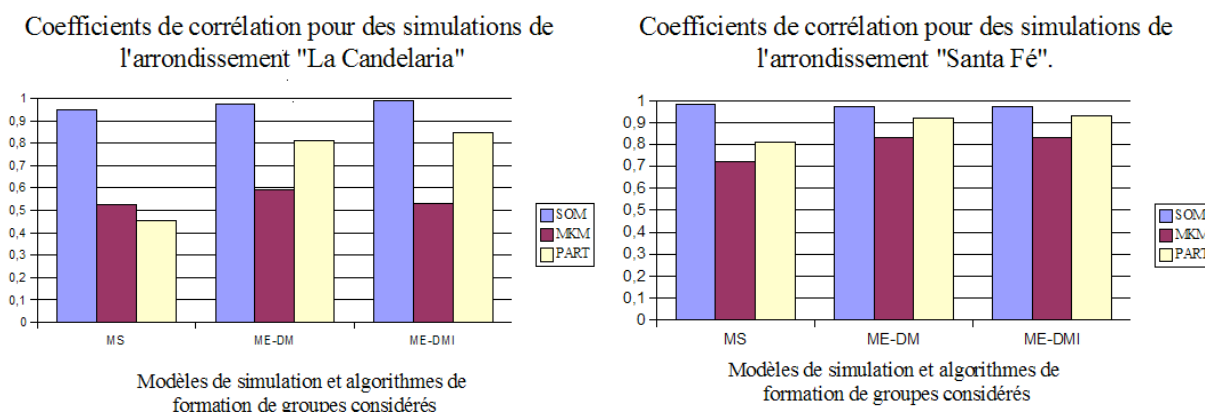 Coefficients de corrélation pour des simulations de
l'arrondissement "La Candelaria"
1
0,9
0,8
0,7
0,6
0,5
0,4
0,3
0,2
0,1
0
MS
ME-DM
ME-DMI
SOM
MKM
PART
Modèles de simulation et algorithmes de
formation de groupes considérés
Coefficients de corrélation pour des simulations de
l'arrondissement "Santa Fé".
1
0,9
0,8
0,7
0,6
0,5
0,4
0,3
0,2
0,1
0
MS
ME-DM
ME-DMI
SOM
MKM
PART
Modèles de simulation et algorithmes de
formation de groupes considérés